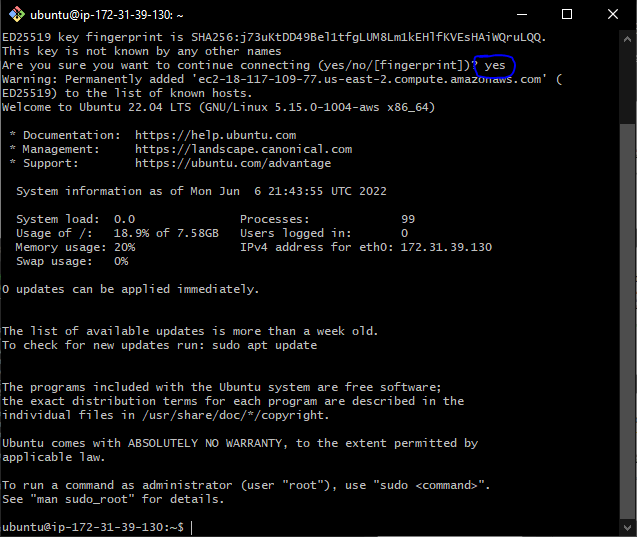 ubuntu@ip-172-31-39-130: ~
ED25519 key fingerprint is SHA256:j73uKtDD49Bel1tfgLUM8Lm1kEHlfKVEsHAiWQruLQQ.
This key is not known by any other names
Are you sure you want to continue connecting (yes/no/[fingerprint])? yes
Warning: Permanently added 'ec2-18-117-109-77.us-east-2.compute.amazonaws.com' (
ED25519) to the list of known hosts.
Welcome to Ubuntu 22.04 LTS (GNU/Linux 5.15.0-1004-aws x86_64)
* Documentation:  https://help.ubuntu.com
* Management:     https://landscape.canonical.com
* Support:        https://ubuntu.com/advantage
System information as of Mon Jun  6 21:43:55 UTC 2022
System load:  0.0                Processes:             99
Usage of /:   18.9% of 7.58GB   Users logged in:       0
Memory usage: 20%                IPv4 address for eth0: 172.31.39.130
Swap usage:   0%
0 updates can be applied immediately.
The list of available updates is more than a week old.
To check for new updates run: sudo apt update
The programs included with the Ubuntu system are free software;
the exact distribution terms for each program are described in the
individual files in /usr/share/doc/*/copyright.
Ubuntu comes with ABSOLUTELY NO WARRANTY, to the extent permitted by
applicable law.
To run a command as administrator (user "root"), use "sudo <command>".
See "man sudo_root" for details.
ubuntu@ip-172-31-39-130:~$